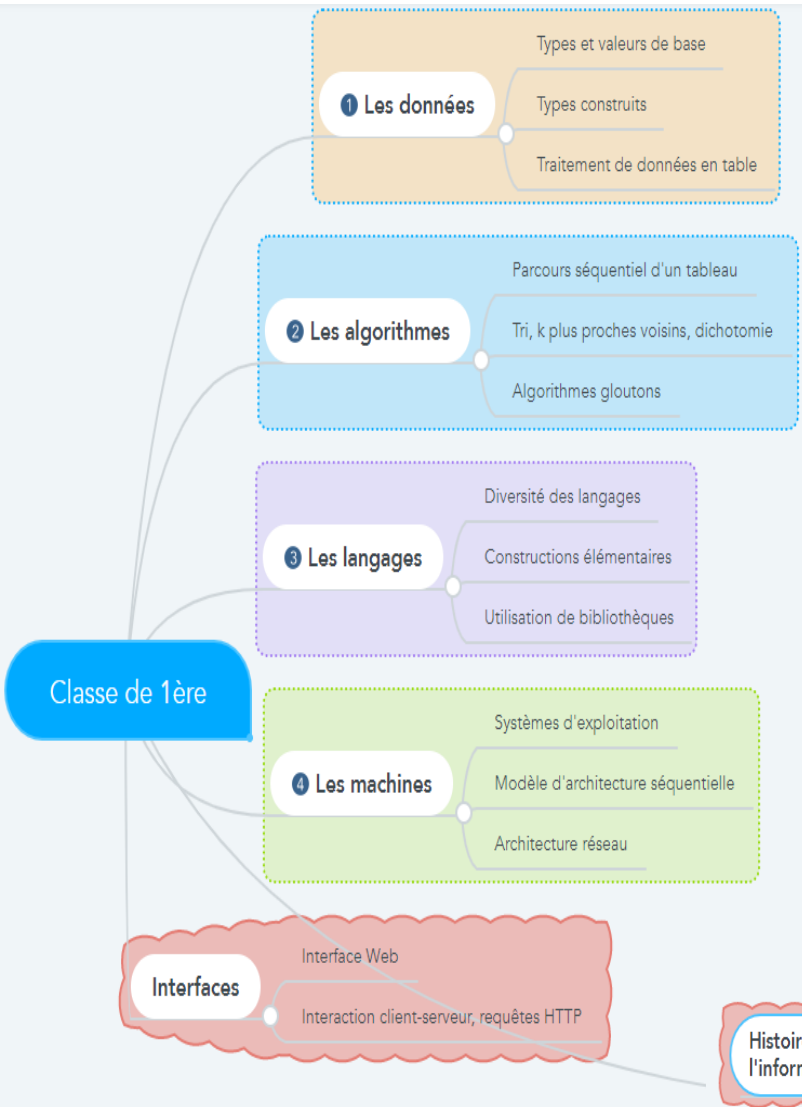 Types et valeurs de base
1 Les données
Types construits
Traitement de données en table
Parcours séquentiel d'un tableau
2 Les algorithmes
Tri, k plus proches voisins, dichotomie
Algorithmes gloutons
Diversité des langages
3 Les langages
Constructions élémentaires
Utilisation de bibliothèques
Classe de 1ère
Systèmes d'exploitation
4 Les machines
Modèle d'architecture séquentielle
Architecture réseau
Interface Web
Interfaces
Interaction client-serveur, requêtes HTTP